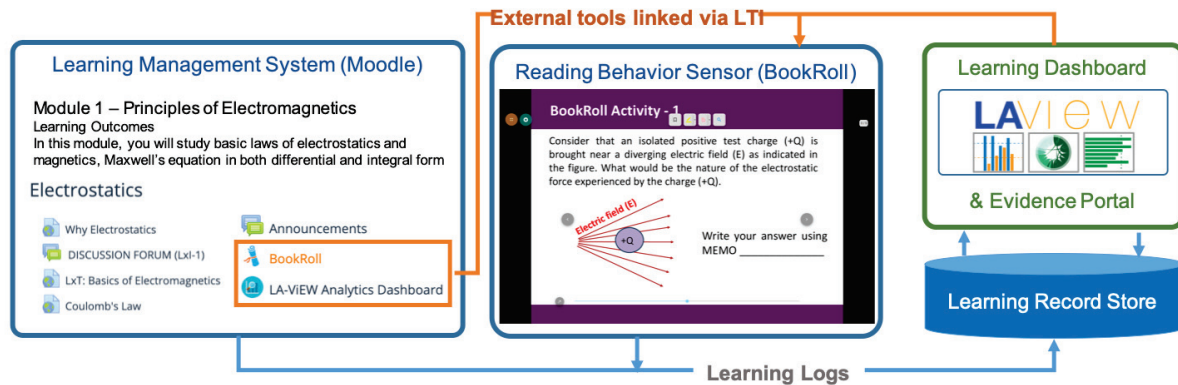 External tools linked via LTI
Learning Management System (Moodle)
Module 1 – Principles of Electromagnetics
Learning Outcomes
In this module, you will study basic laws of electrostatics and
magnetics, Maxwell's equation in both differential and integral form
Electrostatics
Why Electrostatics
DISCUSSION FORUM (LxI-1)
LxT: Basics of Electromagnetics
Coulomb's Law
Announcements
BookRoll
LA-ViEW Analytics Dashboard
Reading Behavior Sensor (BookRoll)
BookRoll Activity - 1
Consider that an isolated positive test charge (+Q) is
brought near a diverging electric field (E) as indicated
in the figure. What would be the nature of the electrostatic
force experienced by the charge (+Q).
Electric field (E)
+Q
Write your answer using
MEMO ____________
Learning Dashboard
LAVIEW
& Evidence Portal
Learning Record Store
Learning Logs